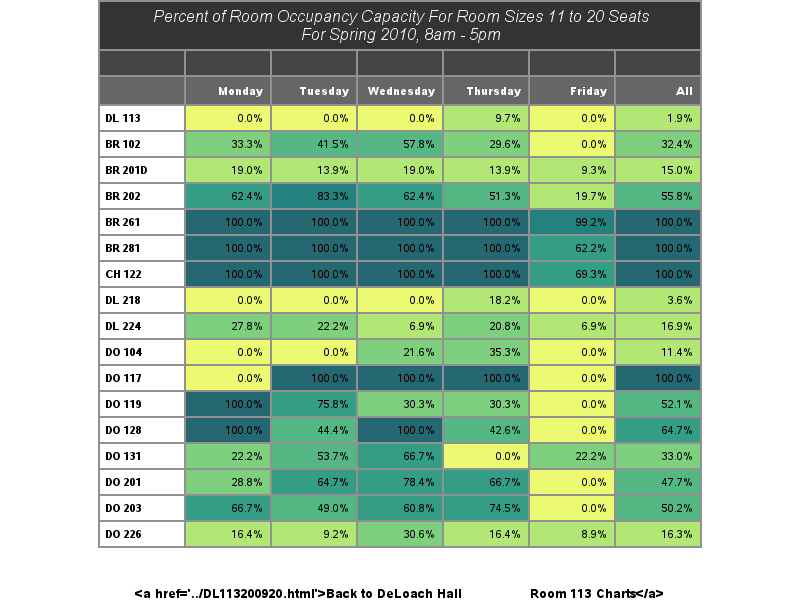 Percent of Room Occupancy Capacity For Room Sizes 11 to 20 Seats
For Spring 2010, 8am - 5pm
Monday Tuesday Wednesday Thursday Friday All
DL 113 0.0% 0.0% 0.0% 9.7% 0.0% 1.9%
BR 102 33.3% 41.5% 57.8% 29.6% 0.0% 32.4%
BR 201D 19.0% 13.9% 19.0% 13.9% 9.3% 15.0%
BR 202 62.4% 83.3% 62.4% 51.3% 19.7% 55.8%
BR 261 100.0% 100.0% 100.0% 100.0% 99.2% 100.0%
BR 281 100.0% 100.0% 100.0% 100.0% 62.2% 100.0%
CH 122 100.0% 100.0% 100.0% 100.0% 69.3% 100.0%
DL 218 0.0% 0.0% 0.0% 18.2% 0.0% 3.6%
DL 224 27.8% 22.2% 6.9% 20.8% 6.9% 16.9%
DO 104 0.0% 0.0% 21.6% 35.3% 0.0% 11.4%
DO 117 0.0% 100.0% 100.0% 100.0% 0.0% 100.0%
DO 119 100.0% 75.8% 30.3% 30.3% 0.0% 52.1%
DO 128 100.0% 44.4% 100.0% 42.6% 0.0% 64.7%
DO 131 22.2% 53.7% 66.7% 0.0% 22.2% 33.0%
DO 201 28.8% 64.7% 78.4% 66.7% 0.0% 47.7%
DO 203 66.7% 49.0% 60.8% 74.5% 0.0% 50.2%
DO 226 16.4% 9.2% 30.6% 16.4% 8.9% 16.3%
<a href='../DL113200920.html'>Back to DeLoach Hall Room 113 Charts</a>